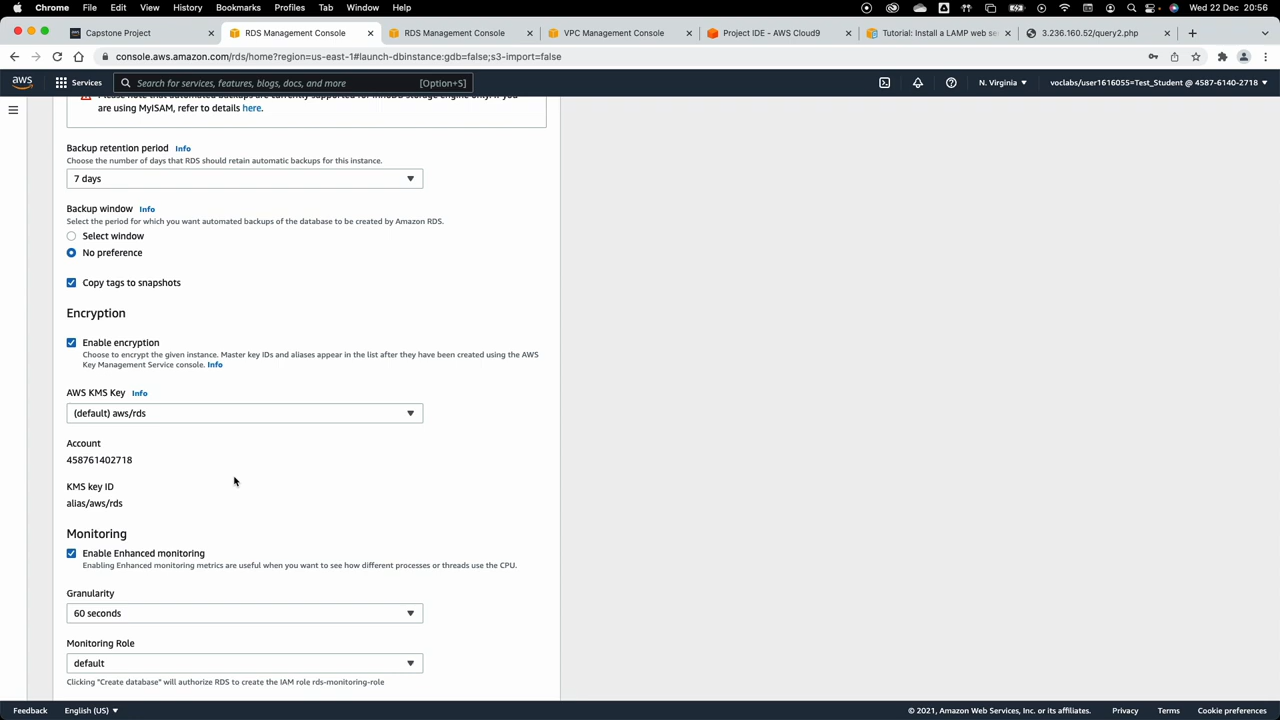 Chrome File Edit View History Bookmarks Profiles Tab Window Help Wed 22 Dec 20:56
Capstone Project RDS Management Console RDS Management Console VPC Management Console Project IDE - AWS Cloud9 Tutorial: Install a LAMP web se 3.236.160.52/query2.php
console.aws.amazon.com/rds/home?region=us-east-1#launch-dbinstance:gdb=false;s3-import=false
aws Services Search for services, features, blogs, docs, and more [Option+S] N. Virginia voclabs/user1616055=Test_Student @ 4587-6140-2718
are using MyISAM, refer to details here.
Backup retention period Info
Choose the number of days that RDS should retain automatic backups for this instance.
7 days
Backup window Info
Select the period for which you want automated backups of the database to be created by Amazon RDS.
Select window
No preference
Copy tags to snapshots
Encryption
Enable encryption
Choose to encrypt the given instance. Master key IDs and aliases appear in the list after they have been created using the AWS
Key Management Service console. Info
AWS KMS Key Info
(default) aws/rds
Account
458761402718
KMS key ID
alias/aws/rds
Monitoring
Enable Enhanced monitoring
Enabling Enhanced monitoring metrics are useful when you want to see how different processes or threads use the CPU.
Granularity
60 seconds
Monitoring Role
default
Clicking "Create database" will authorize RDS to create the IAM role rds-monitoring-role
Feedback English (US) © 2021, Amazon Web Services, Inc. or its affiliates. Privacy Terms Cookie preferences